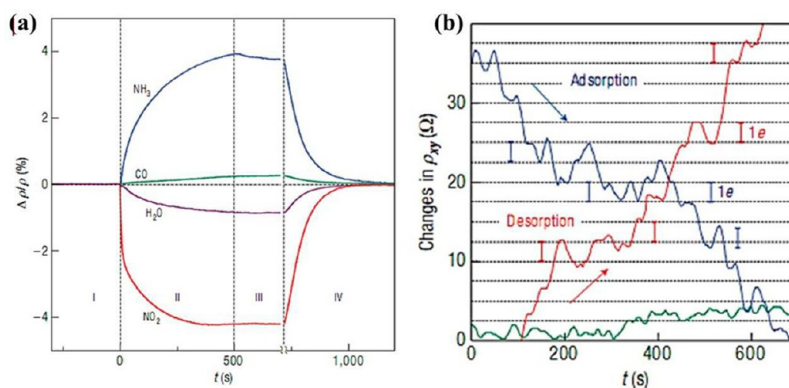 (a)
4
2
0
-2
-4
Δ ρ/ρ (%)
NH3
CO
H2O
NO2
I
II
III
IV
0
500
1,000
t (s)
(b)
30
20
10
0
Changes in ρxy (Ω)
Adsorption
1e
1e
Desorption
0
200
400
600
t (s)